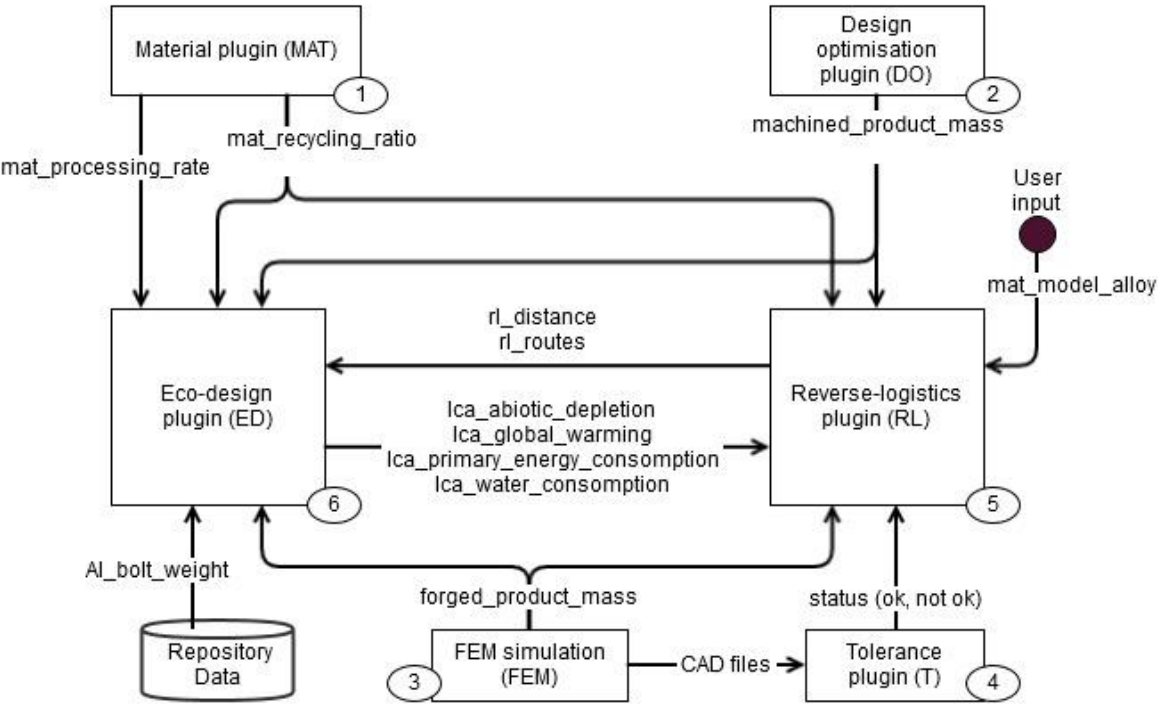 Material plugin (MAT)
1
Design
optimisation
plugin (DO)
2
mat_recycling_ratio
machined_product_mass
mat_processing_rate
User
input
mat_model_alloy
rl_distance
rl_routes
Eco-design
plugin (ED)
6
lca_abiotic_depletion
lca_global_warming
lca_primary_energy_consomption
lca_water_consomption
Reverse-logistics
plugin (RL)
5
Al_bolt_weight
forged_product_mass
status (ok, not ok)
Repository
Data
FEM simulation
(FEM)
3
CAD files
Tolerance
plugin (T)
4